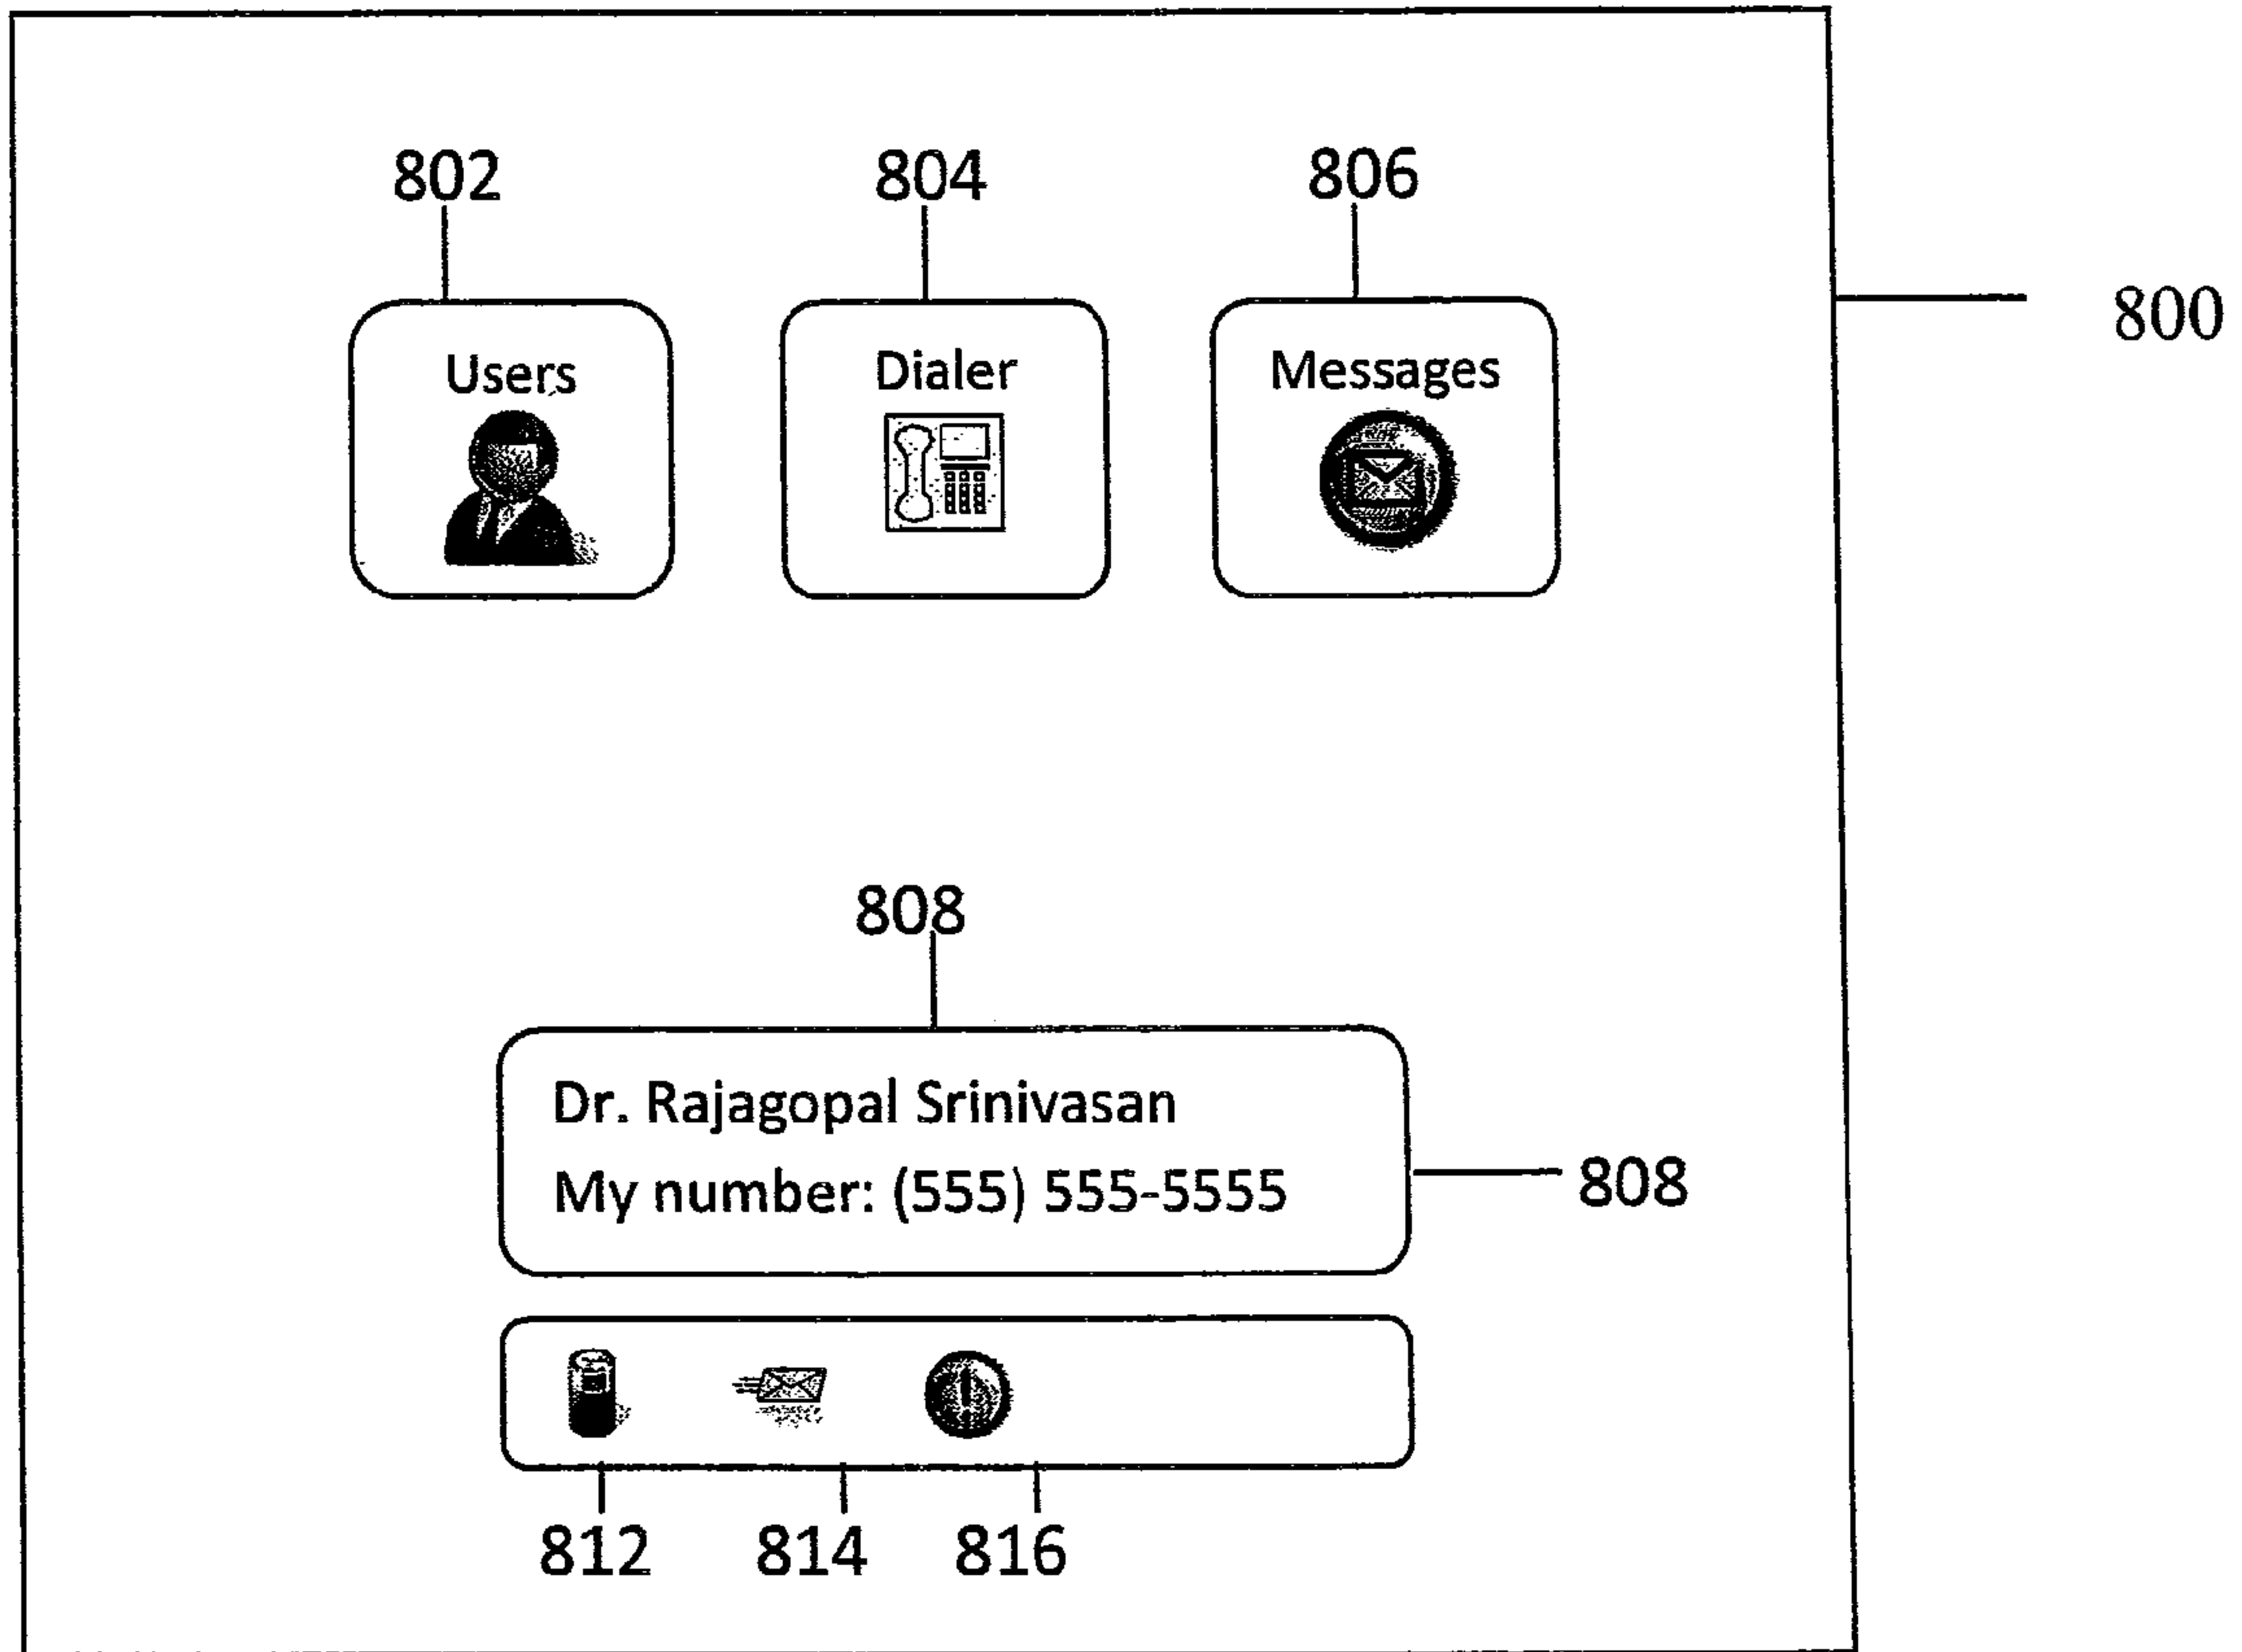 802 804 806
800
Users Dialer Messages
808
Dr. Rajagopal Srinivasan
My number: (555) 555-5555
808
812 814 816